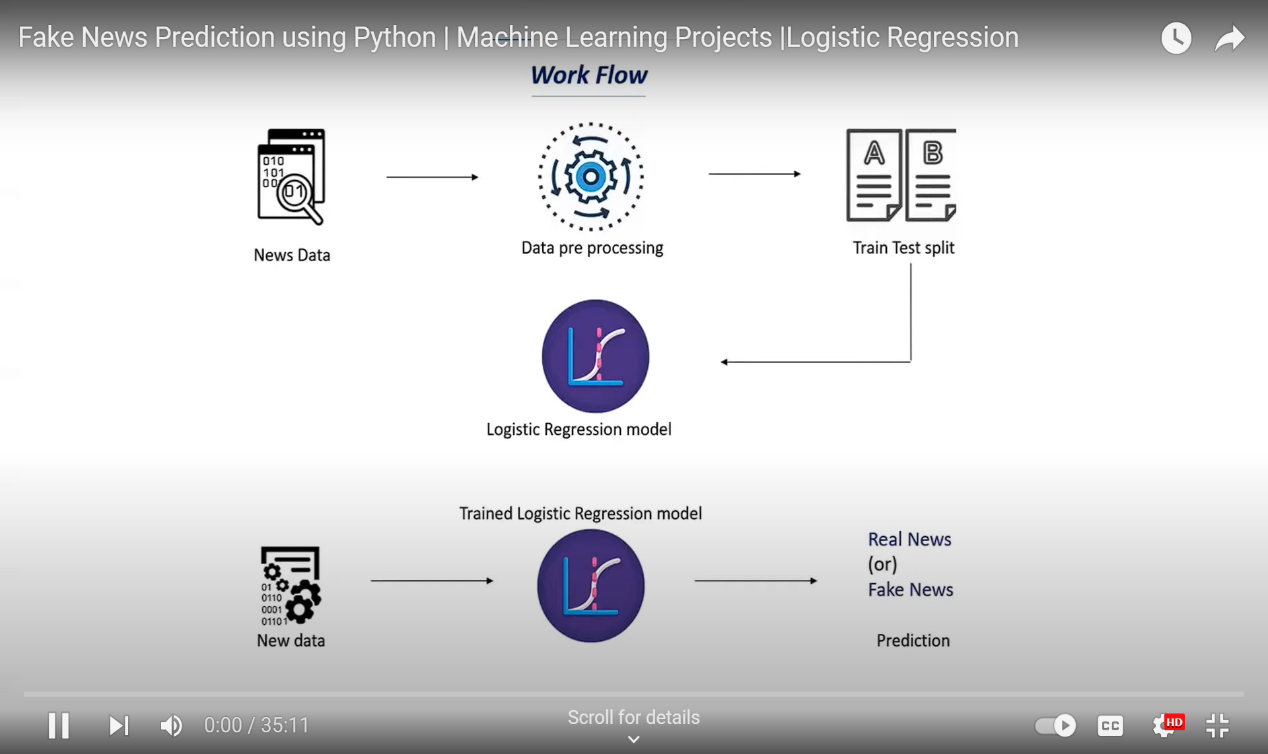 Fake News Prediction using Python | Machine Learning Projects |Logistic Regression
Work Flow
010
101
00
01
A
B
News Data
Data pre processing
Train Test split
Logistic Regression model
Trained Logistic Regression model
Real News
(or)
Fake News
01
0110
0001
01101
New data
Prediction
0:00 / 35:11
Scroll for details
CC
HD